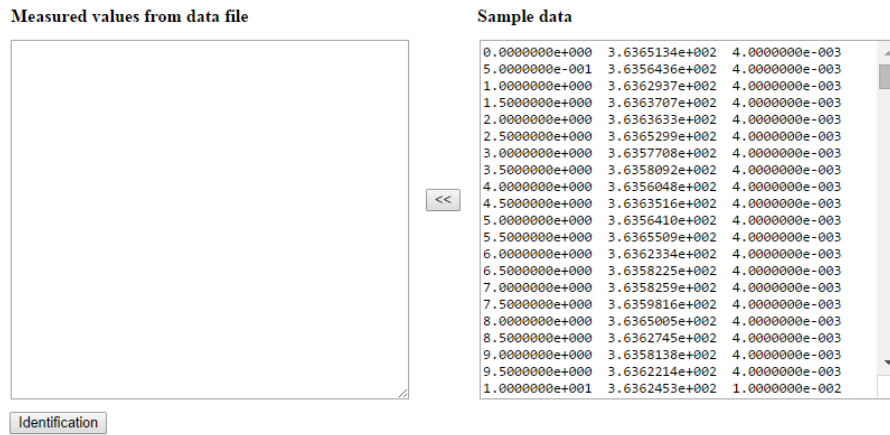 Measured values from data file
Sample data
0.0000000e+000 3.6365134e+002 4.0000000e-003
5.0000000e-001 3.6356436e+002 4.0000000e-003
1.0000000e+000 3.6362937e+002 4.0000000e-003
1.5000000e+000 3.6363707e+002 4.0000000e-003
2.0000000e+000 3.6363633e+002 4.0000000e-003
2.5000000e+000 3.6365299e+002 4.0000000e-003
3.0000000e+000 3.6357708e+002 4.0000000e-003
3.5000000e+000 3.6358092e+002 4.0000000e-003
4.0000000e+000 3.6356048e+002 4.0000000e-003
4.5000000e+000 3.6363516e+002 4.0000000e-003
5.0000000e+000 3.6356410e+002 4.0000000e-003
5.5000000e+000 3.6365509e+002 4.0000000e-003
6.0000000e+000 3.6362334e+002 4.0000000e-003
6.5000000e+000 3.6358225e+002 4.0000000e-003
7.0000000e+000 3.6358259e+002 4.0000000e-003
7.5000000e+000 3.6359816e+002 4.0000000e-003
8.0000000e+000 3.6365005e+002 4.0000000e-003
8.5000000e+000 3.6362745e+002 4.0000000e-003
9.0000000e+000 3.6358138e+002 4.0000000e-003
9.5000000e+000 3.6362214e+002 4.0000000e-003
1.0000000e+001 3.6362453e+002 1.0000000e-002
<<
Identification